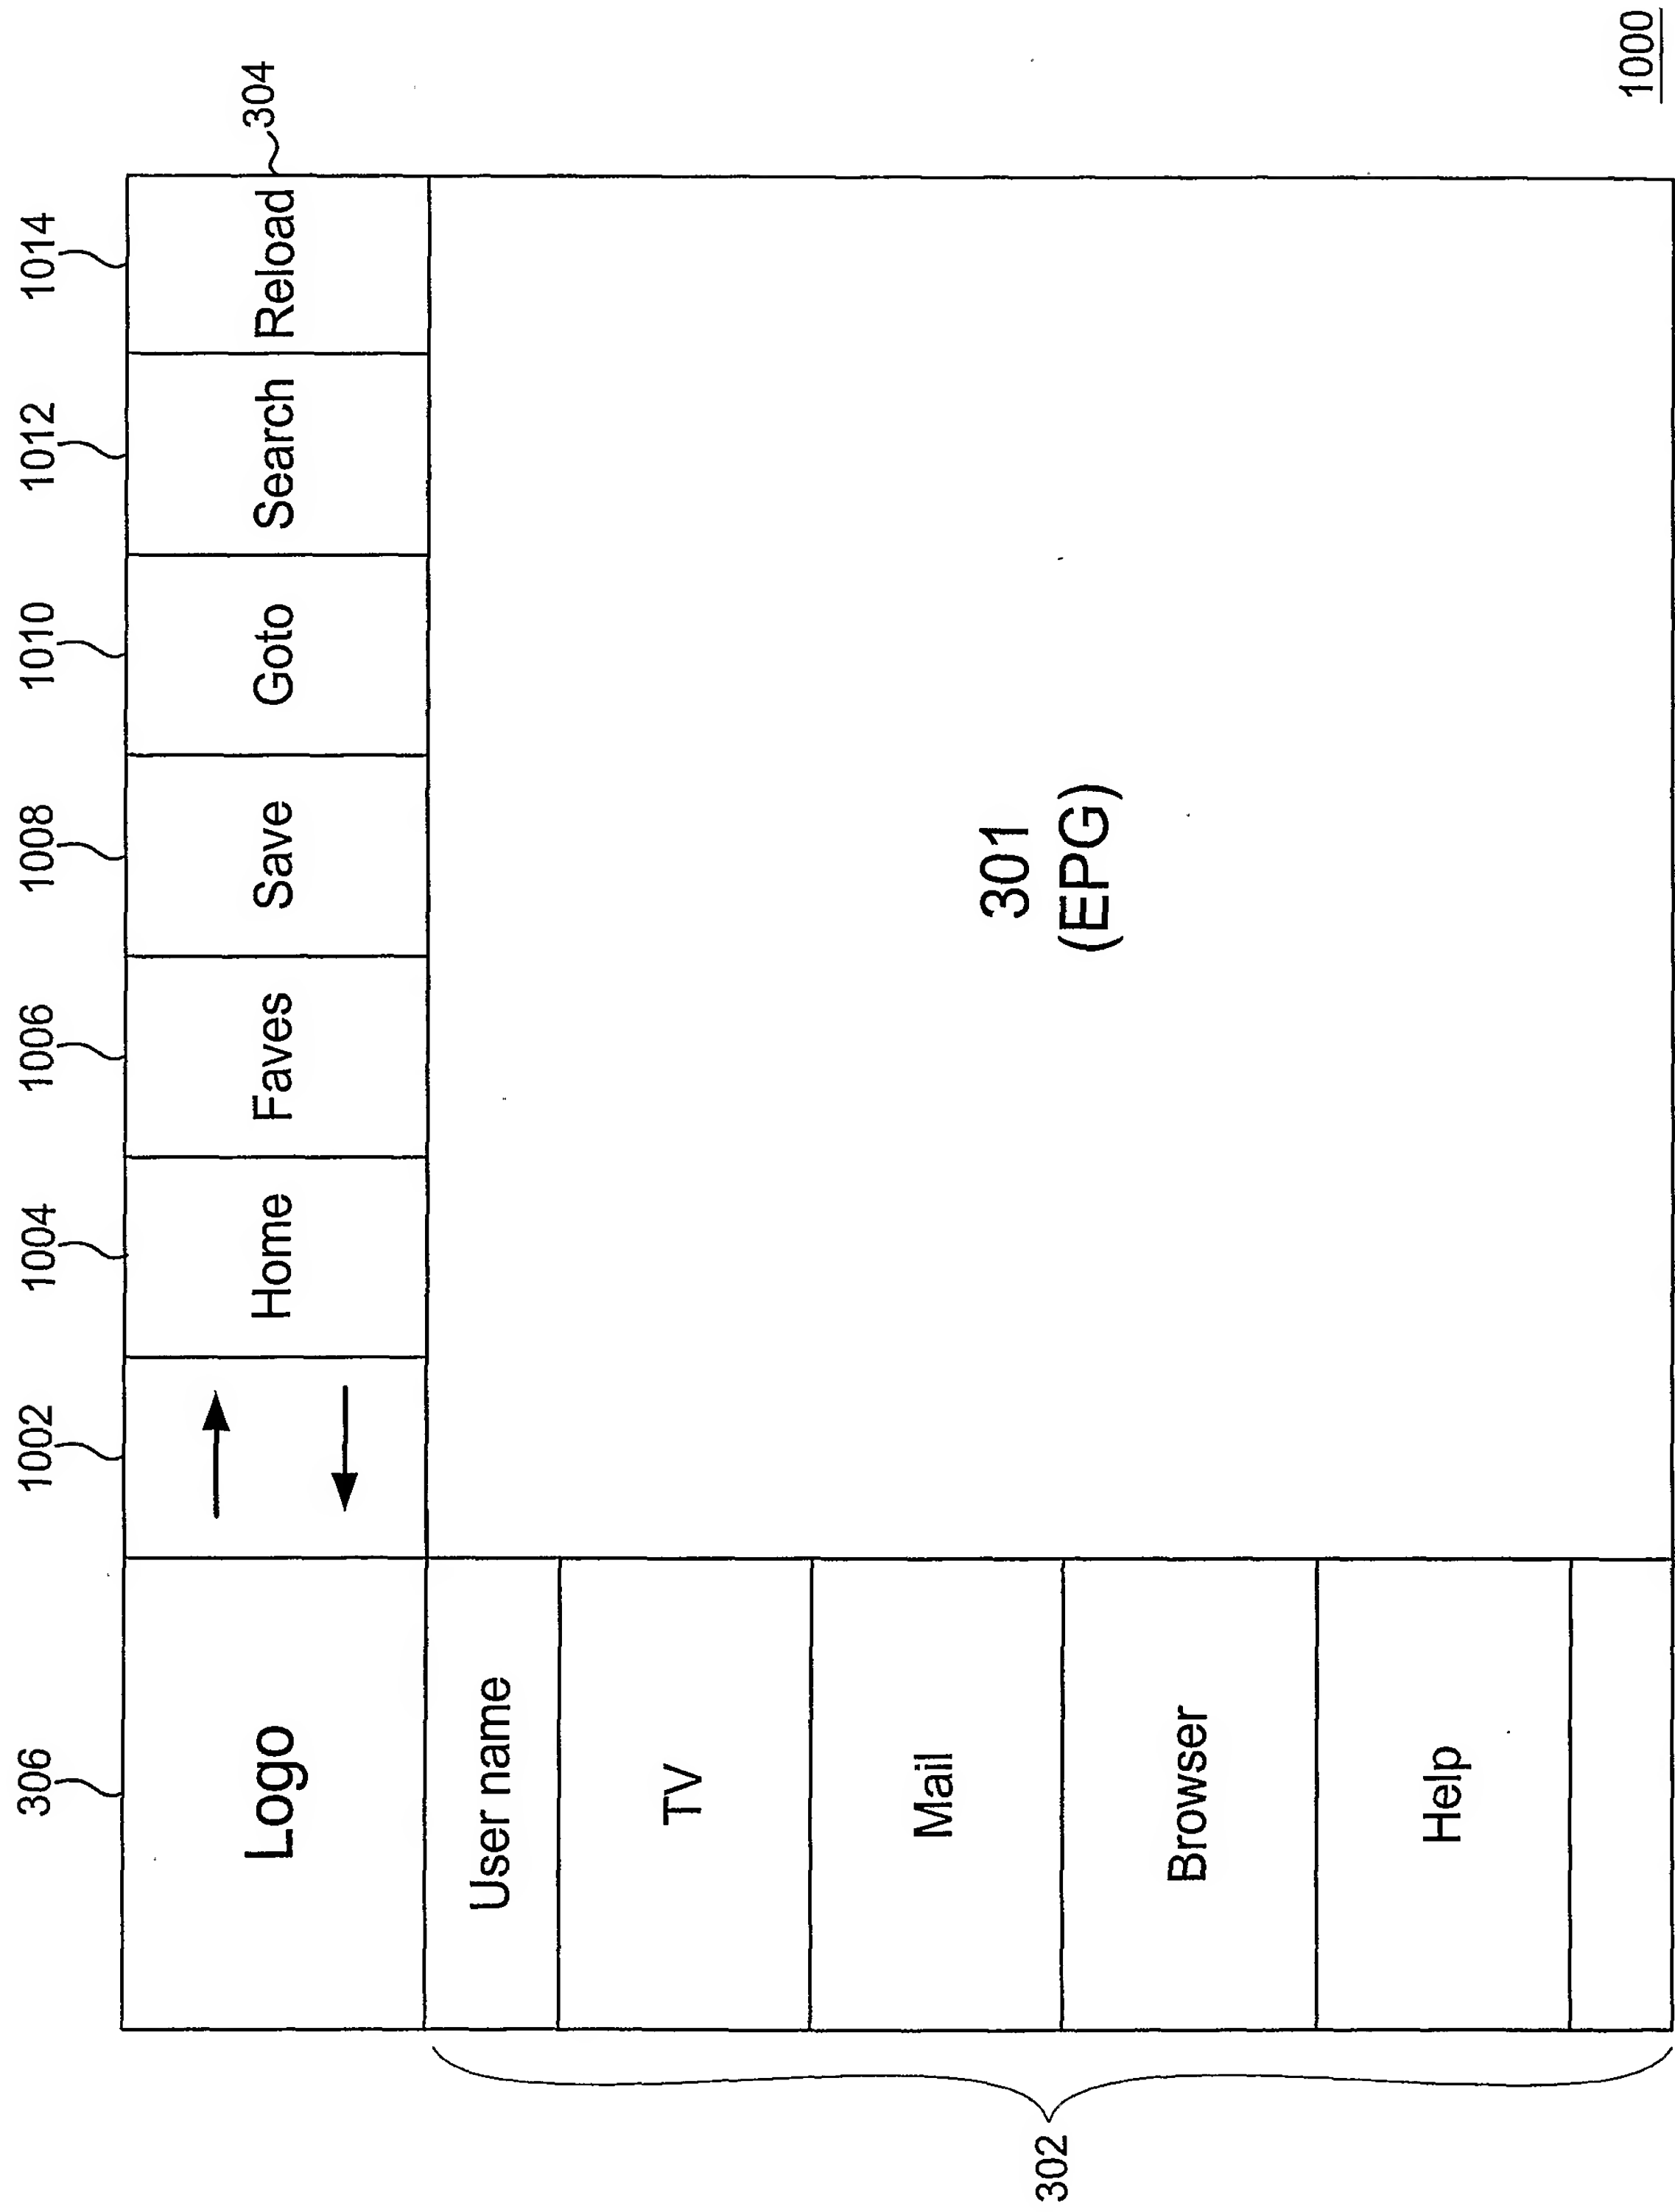 306
1002
1004
1006
1008
1010
1012
1014
Logo
Home
Faves
Save
Goto
Search
Reload
304
User name
TV
Mail
Browser
Help
301
(EPG)
302
1000